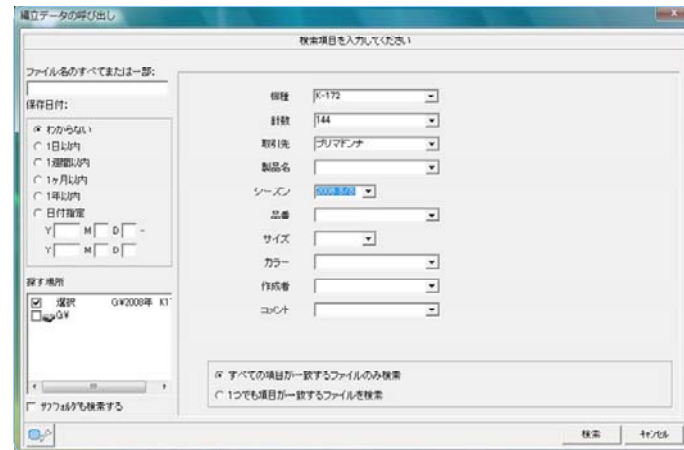 組立データの呼び出し
検索項目を入力してください
ファイル名のすべてまたは一部:
保存日付:
わからない
1日以内
1週間以内
1ヶ月以内
1年以内
日付指定
Y M D -
Y M D
探す場所
選択 G¥2008年 K1
G¥
サブフォルダも検索する
機種 K-172
針数 144
取引先 プリマドンナ
製品名
シーズン 2008 S/S
品番
サイズ
カラー
作成者
コメント
すべての項目が一致するファイルのみ検索
1つでも項目が一致するファイルを検索
検索 キャンセル